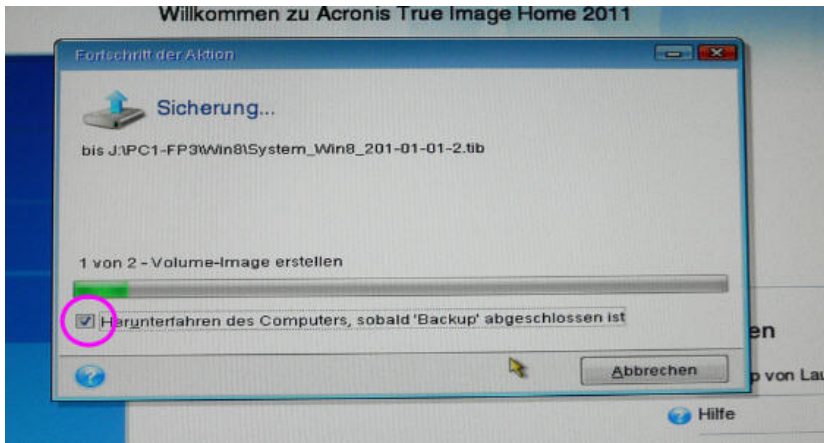 Willkommen zu Acronis True Image Home 2011
Fortschritt der Aktion
Sicherung...
bis J:\PC1-FP3\Win8\System_Win8_201-01-01-2.tib
1 von 2 - Volume-Image erstellen
Herunterfahren des Computers, sobald 'Backup' abgeschlossen ist
en
Abbrechen
p von Lau
Hilfe